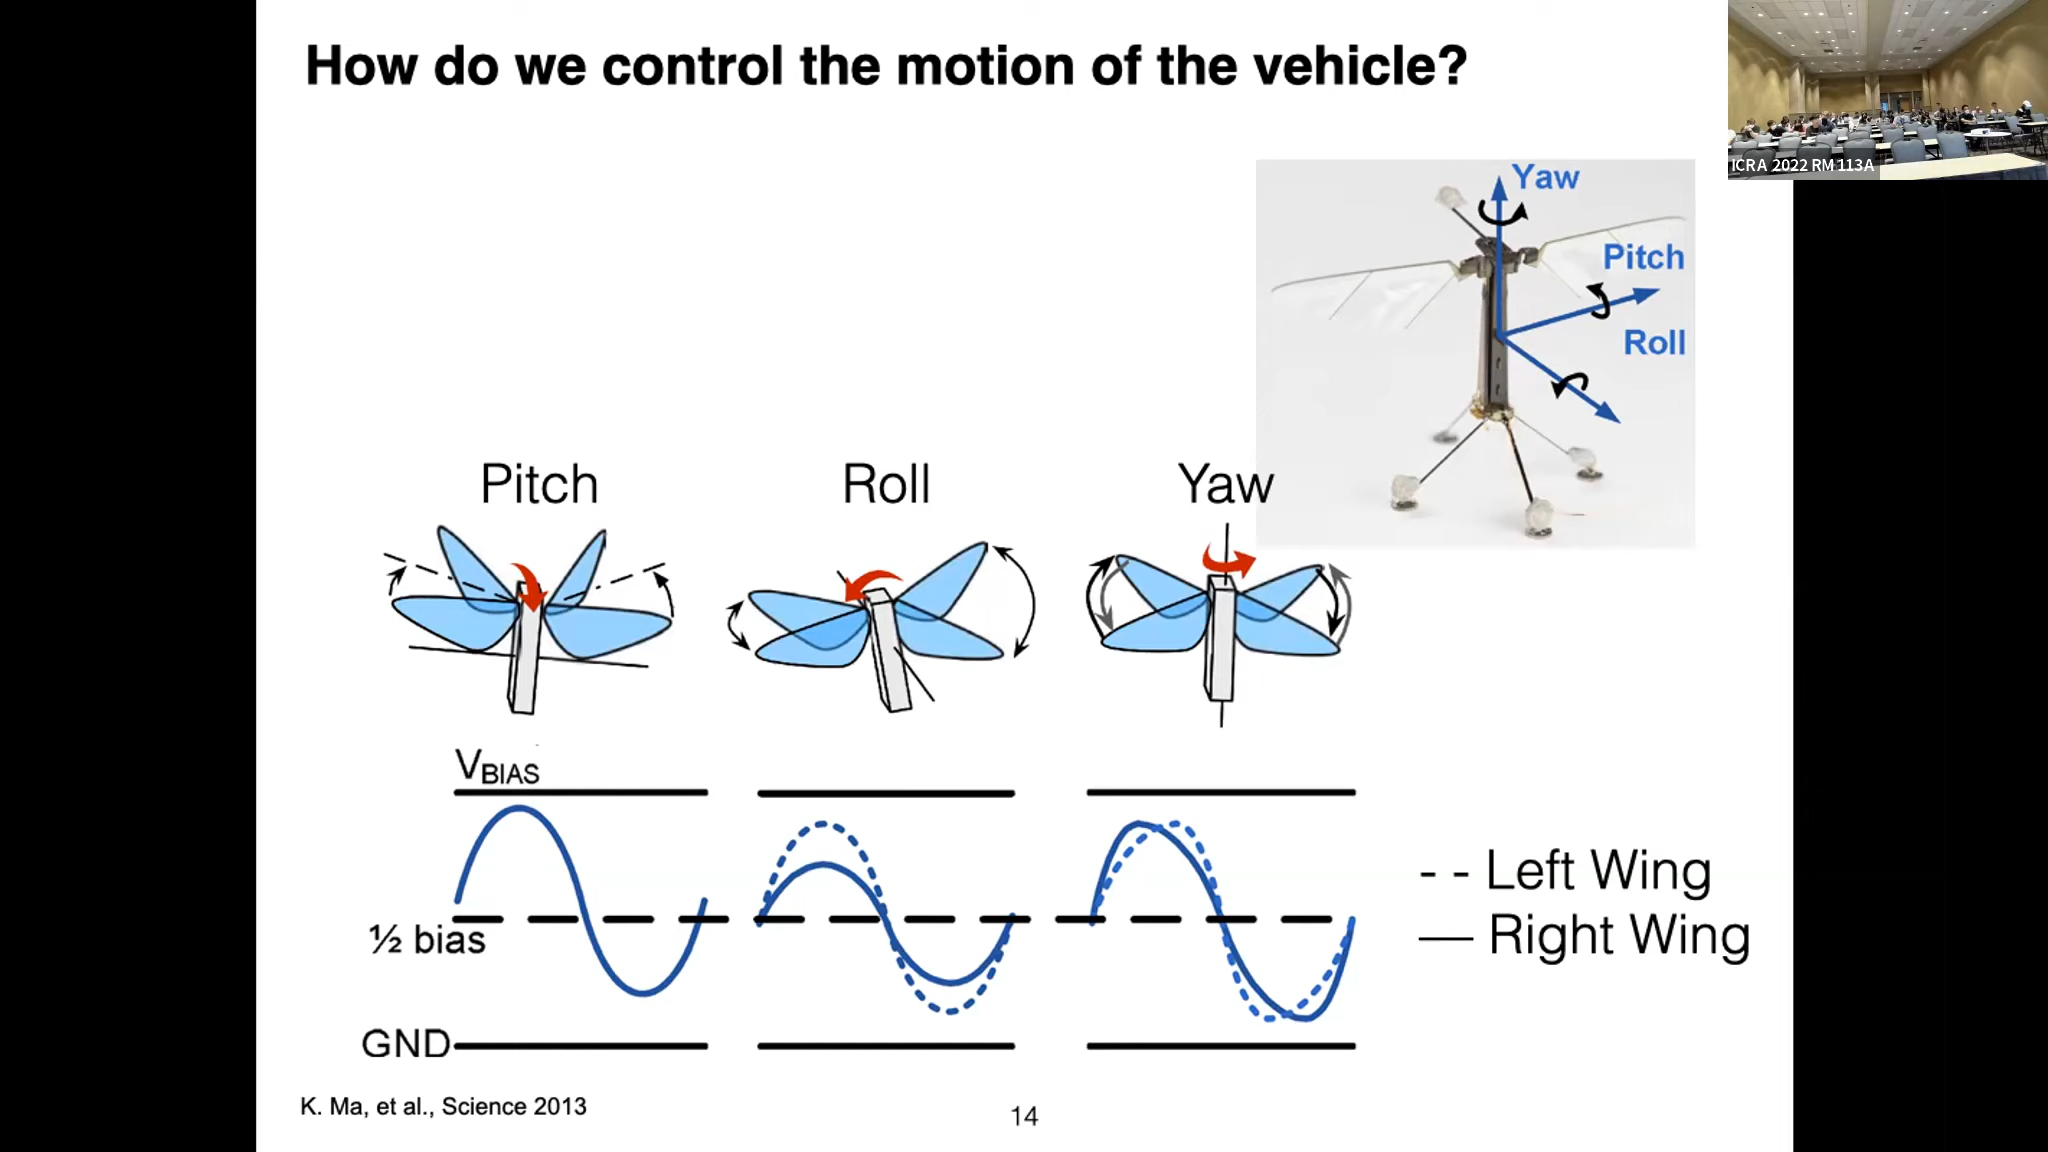 How do we control the motion of the vehicle?
ICRA 2022 RM 113A
Yaw
Pitch
Roll
Pitch
Roll
Yaw
VBIAS
½ bias
GND
- - Left Wing
— Right Wing
K. Ma, et al., Science 2013
14